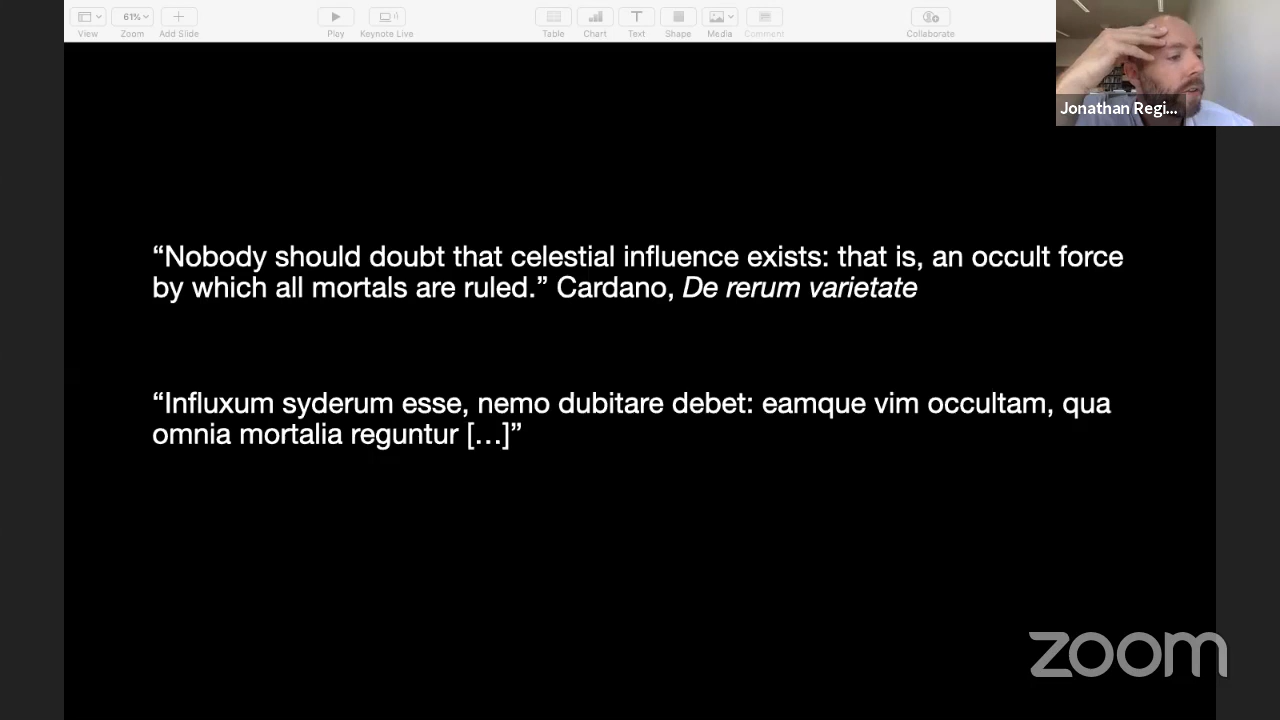 View
61%
Zoom
Add Slide
Play
Keynote Live
Table
Chart
Text
Shape
Media
Comment
Collaborate
Jonathan Regi...
“Nobody should doubt that celestial influence exists: that is, an occult force
by which all mortals are ruled.” Cardano, De rerum varietate
“Influxum syderum esse, nemo dubitare debet: eamque vim occultam, qua
omnia mortalia reguntur […]”
zoom